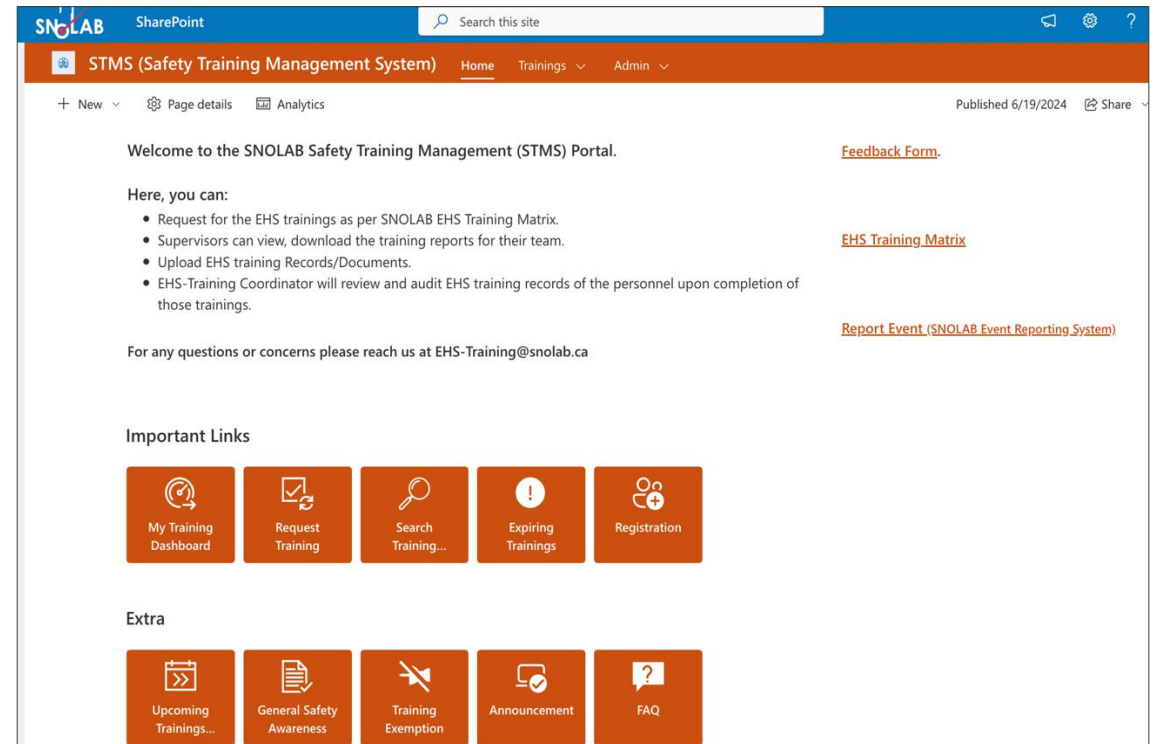 SNOLAB SharePoint Search this site ?
STMS (Safety Training Management System) Home Trainings Admin
+ New Page details Analytics Published 6/19/2024 Share
Welcome to the SNOLAB Safety Training Management (STMS) Portal.
Feedback Form.
Here, you can:
• Request for the EHS trainings as per SNOLAB EHS Training Matrix.
• Supervisors can view, download the training reports for their team.
EHS Training Matrix
• Upload EHS training Records/Documents.
• EHS-Training Coordinator will review and audit EHS training records of the personnel upon completion of
those trainings.
Report Event (SNOLAB Event Reporting System)
For any questions or concerns please reach us at EHS-Training@snolab.ca
Important Links
My Training
Dashboard
Request
Training
Search
Training...
Expiring
Trainings
Registration
Extra
Upcoming
Trainings...
General Safety
Awareness
Training
Exemption
Announcement
FAQ